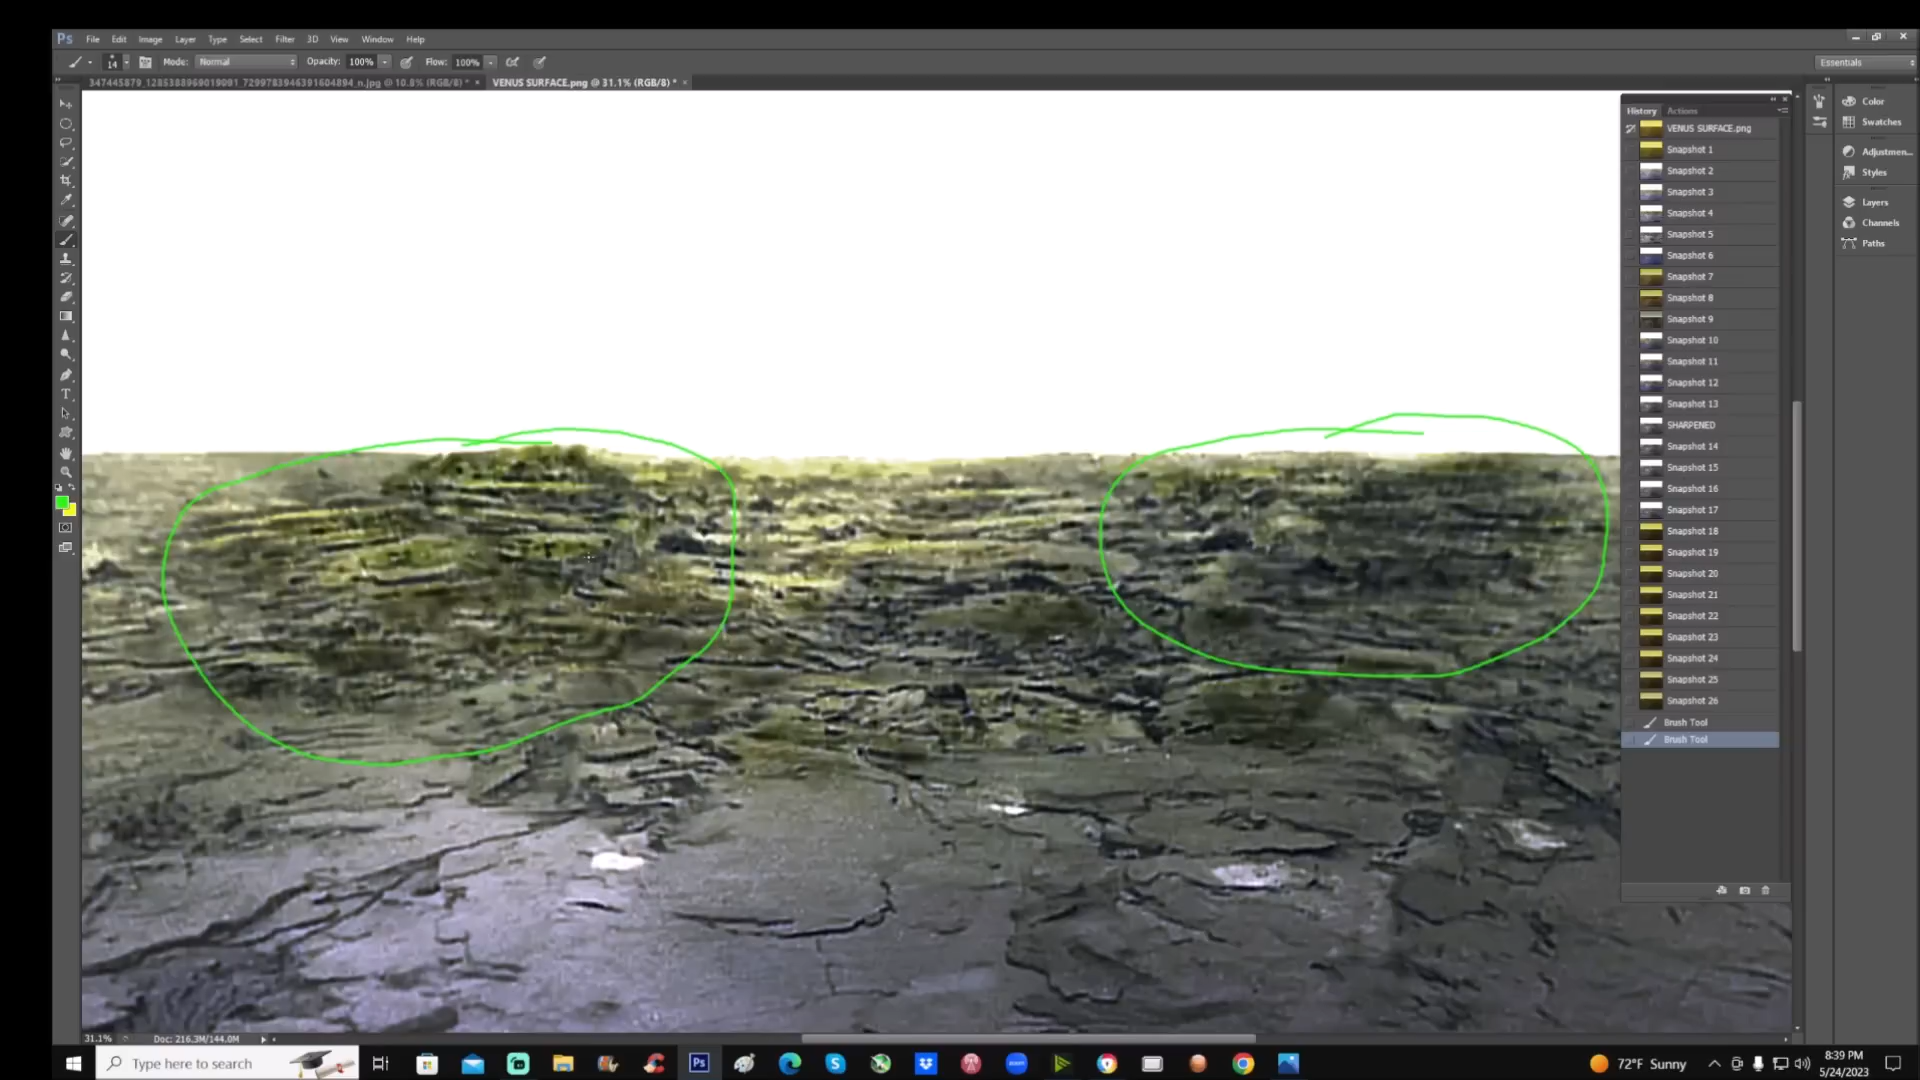 Ps File Edit Image Layer Type Select Filter 3D View Window Help
14 Mode: Normal Opacity: 100% Flow: 100% Essentials
VENUS SURFACE.png @ 31.1% (RGB/8) *
History Actions
VENUS SURFACE.png
Snapshot 1
Snapshot 2
Snapshot 3
Snapshot 4
Snapshot 5
Snapshot 6
Snapshot 7
Snapshot 8
Snapshot 9
Snapshot 10
Snapshot 11
Snapshot 12
Snapshot 13
SHARPENED
Snapshot 14
Snapshot 15
Snapshot 16
Snapshot 17
Snapshot 18
Snapshot 19
Snapshot 20
Snapshot 21
Snapshot 22
Snapshot 23
Snapshot 24
Snapshot 25
Snapshot 26
Brush Tool
Brush Tool
Color
Swatches
Adjustmen...
Styles
Layers
Channels
Paths
31.1% Doc: 216.3M/144.0M
Type here to search
72°F Sunny
8:39 PM
5/24/2023